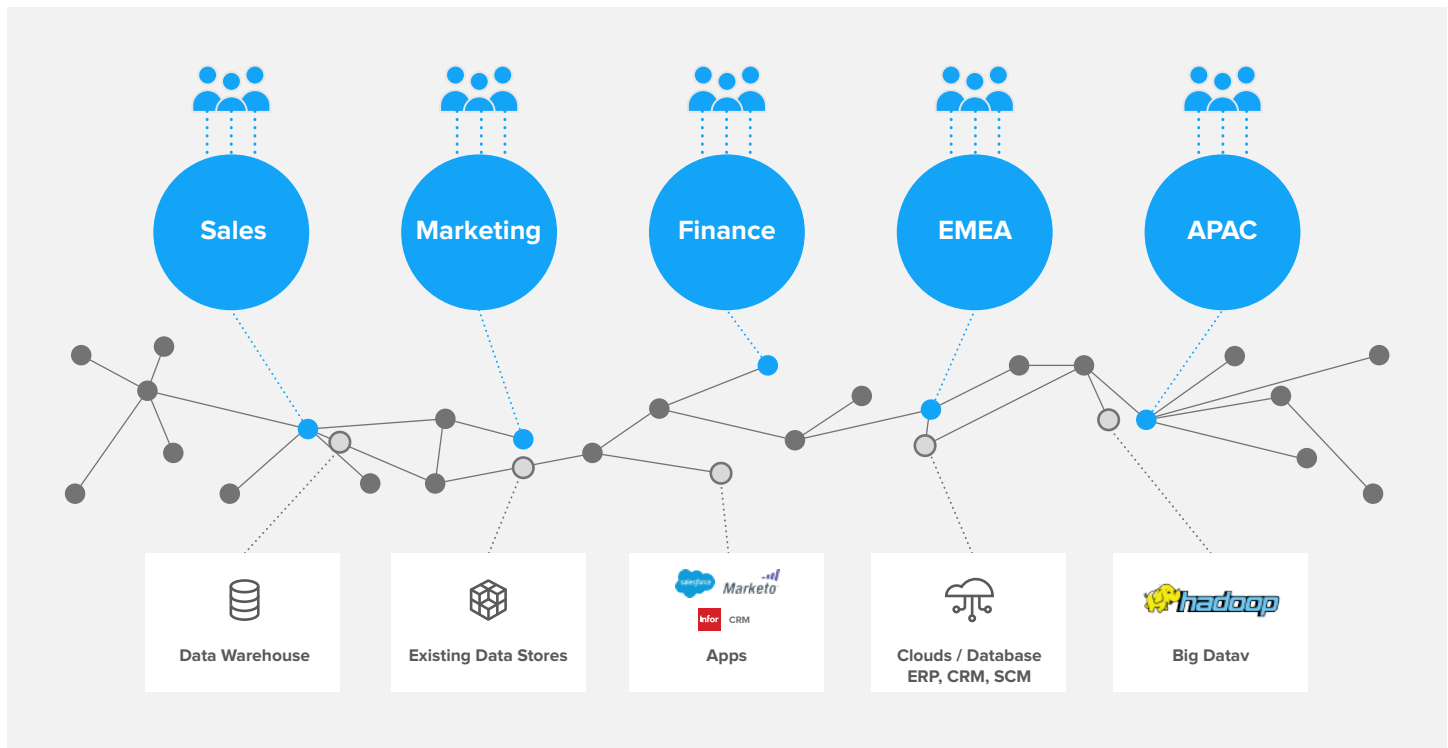 Sales
Marketing
Finance
EMEA
APAC
Data Warehouse
Existing Data Stores
salesforce
Marketo
Infor
CRM
Apps
Clouds / Database
ERP, CRM, SCM
hadoop
Big Datav